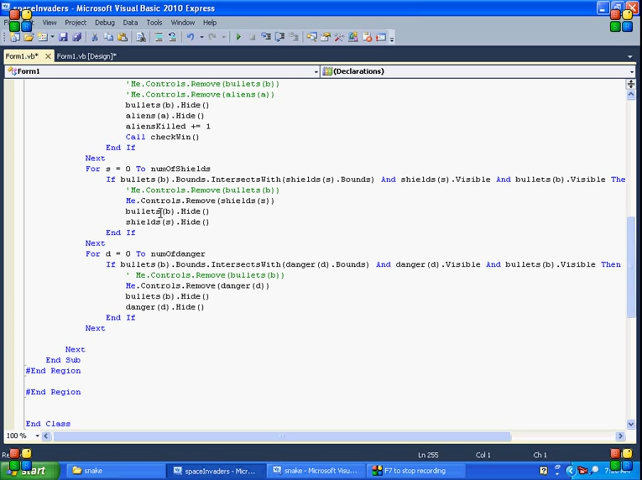 spaceInvaders - Microsoft Visual Basic 2010 Express
View Project Debug Data Tools Window Help
Form1.vb* Form1.vb [Design]*
Form1 (Declarations)
'Me.Controls.Remove(bullets(b))
'Me.Controls.Remove(aliens(a))
bullets(b).Hide()
aliens(a).Hide()
aliensKilled += 1
Call checkWin()
End If
Next
For s = 0 To numOfShields
If bullets(b).Bounds.IntersectsWith(shields(s).Bounds) And shields(s).Visible And bullets(b).Visible The
'Me.Controls.Remove(bullets(b))
Me.Controls.Remove(shields(s))
bullets(b).Hide()
shields(s).Hide()
End If
Next
For d = 0 To numOfdanger
If bullets(b).Bounds.IntersectsWith(danger(d).Bounds) And danger(d).Visible And bullets(b).Visible Then
' Me.Controls.Remove(bullets(b))
Me.Controls.Remove(danger(d))
bullets(b).Hide()
danger(d).Hide()
End If
Next
Next
End Sub
#End Region
#End Region
End Class
100 %
Ln 255 Col 1 Ch 1
start snake spaceInvaders - Micr... snake - Microsoft Visu... F7 to stop recording